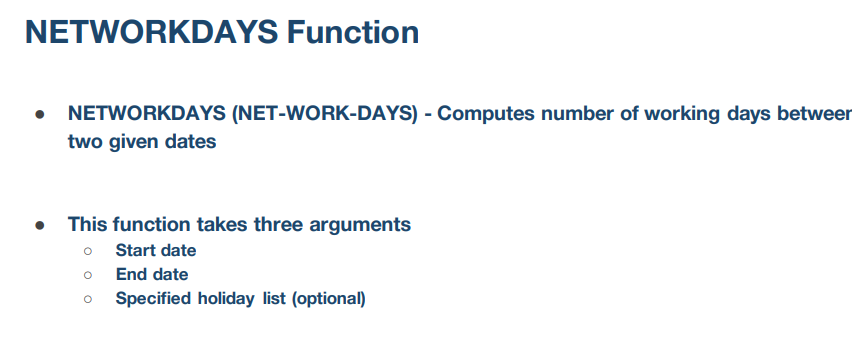 NETWORKDAYS Function
● NETWORKDAYS (NET-WORK-DAYS) - Computes number of working days between
two given dates
● This function takes three arguments
○ Start date
○ End date
○ Specified holiday list (optional)